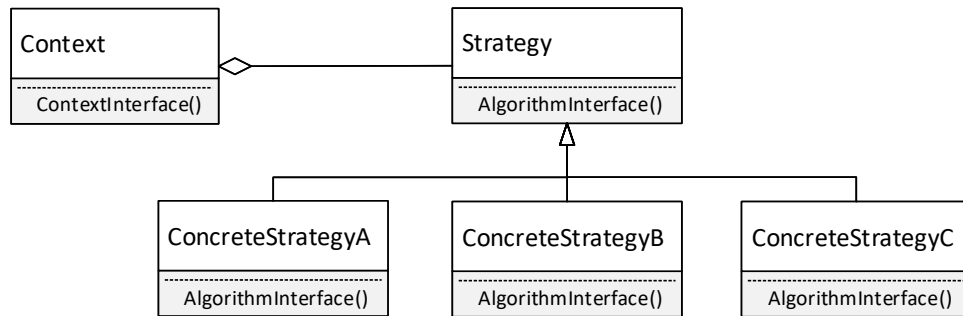 Context
ContextInterface()
Strategy
AlgorithmInterface()
ConcreteStrategyA
AlgorithmInterface()
ConcreteStrategyB
AlgorithmInterface()
ConcreteStrategyC
AlgorithmInterface()